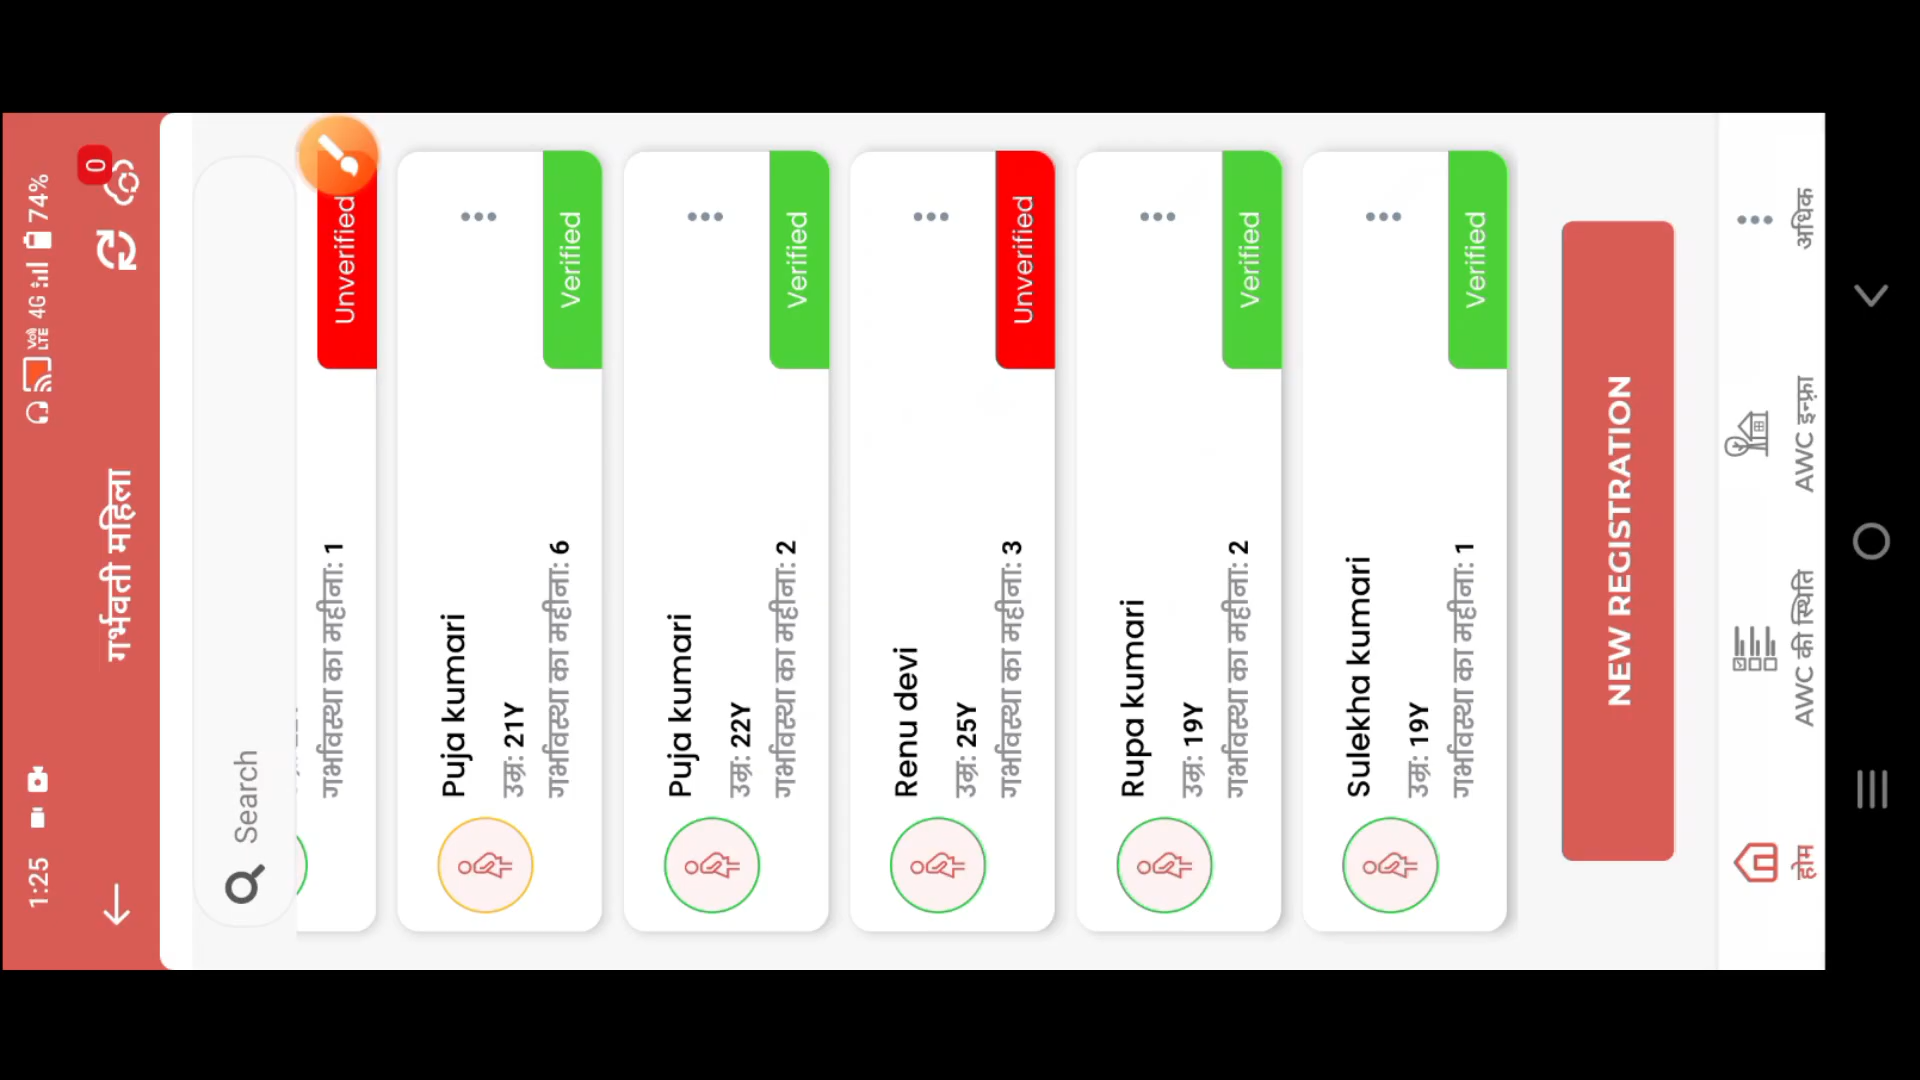 1:25
Vo) LTE 4G 74%
0
गर्भवती महिला
Search
गर्भावस्था का महीना: 1
Unverified
Puja kumari
उम्र: 21Y
गर्भावस्था का महीना: 6
Verified
Puja kumari
उम्र: 22Y
गर्भावस्था का महीना: 2
Verified
Renu devi
उम्र: 25Y
गर्भावस्था का महीना: 3
Unverified
Rupa kumari
उम्र: 19Y
गर्भावस्था का महीना: 2
Verified
Sulekha kumari
उम्र: 19Y
गर्भावस्था का महीना: 1
Verified
NEW REGISTRATION
होम
AWC की स्थिति
AWC इन्फ़्रा
अधिक